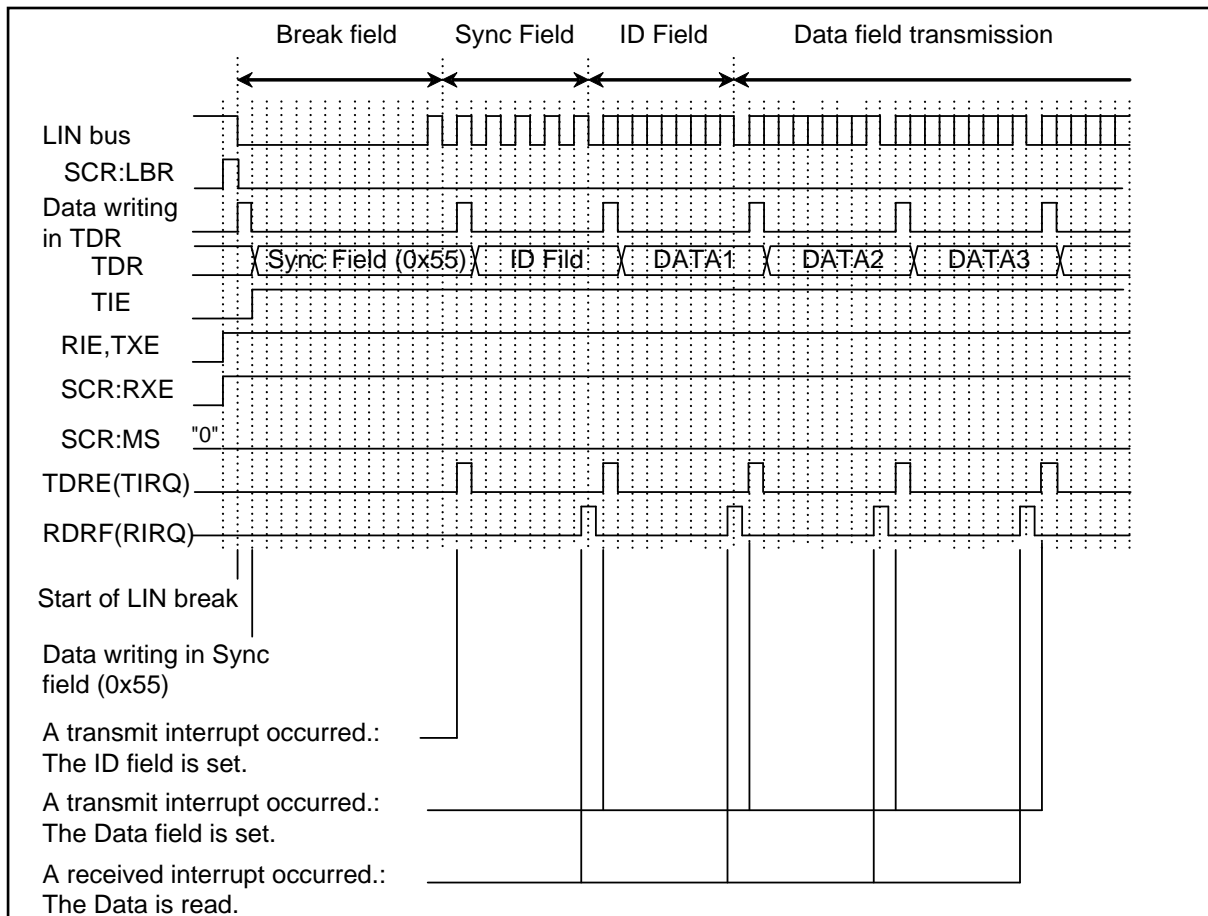 Break field Sync Field ID Field Data field transmission
LIN bus
SCR:LBR
Data writing
in TDR
TDR Sync Field (0x55) ID Fild DATA1 DATA2 DATA3
TIE
RIE,TXE
SCR:RXE
SCR:MS "0"
TDRE(TIRQ)
RDRF(RIRQ)
Start of LIN break
Data writing in Sync
field (0x55)
A transmit interrupt occurred.:
The ID field is set.
A transmit interrupt occurred.:
The Data field is set.
A received interrupt occurred.:
The Data is read.